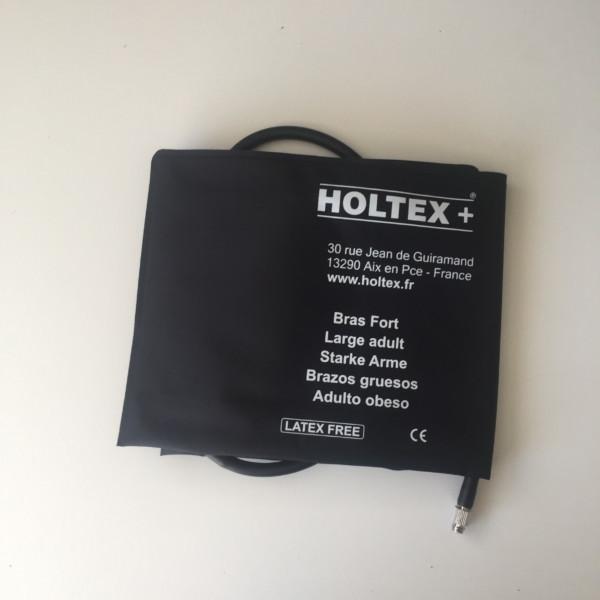 HOLTEX +®
30 rue Jean de Guiramand
13290 Aix en Pce - France
www.holtex.fr
Bras Fort
Large adult
Starke Arme
Brazos gruesos
Adulto obeso
LATEX FREE
CE